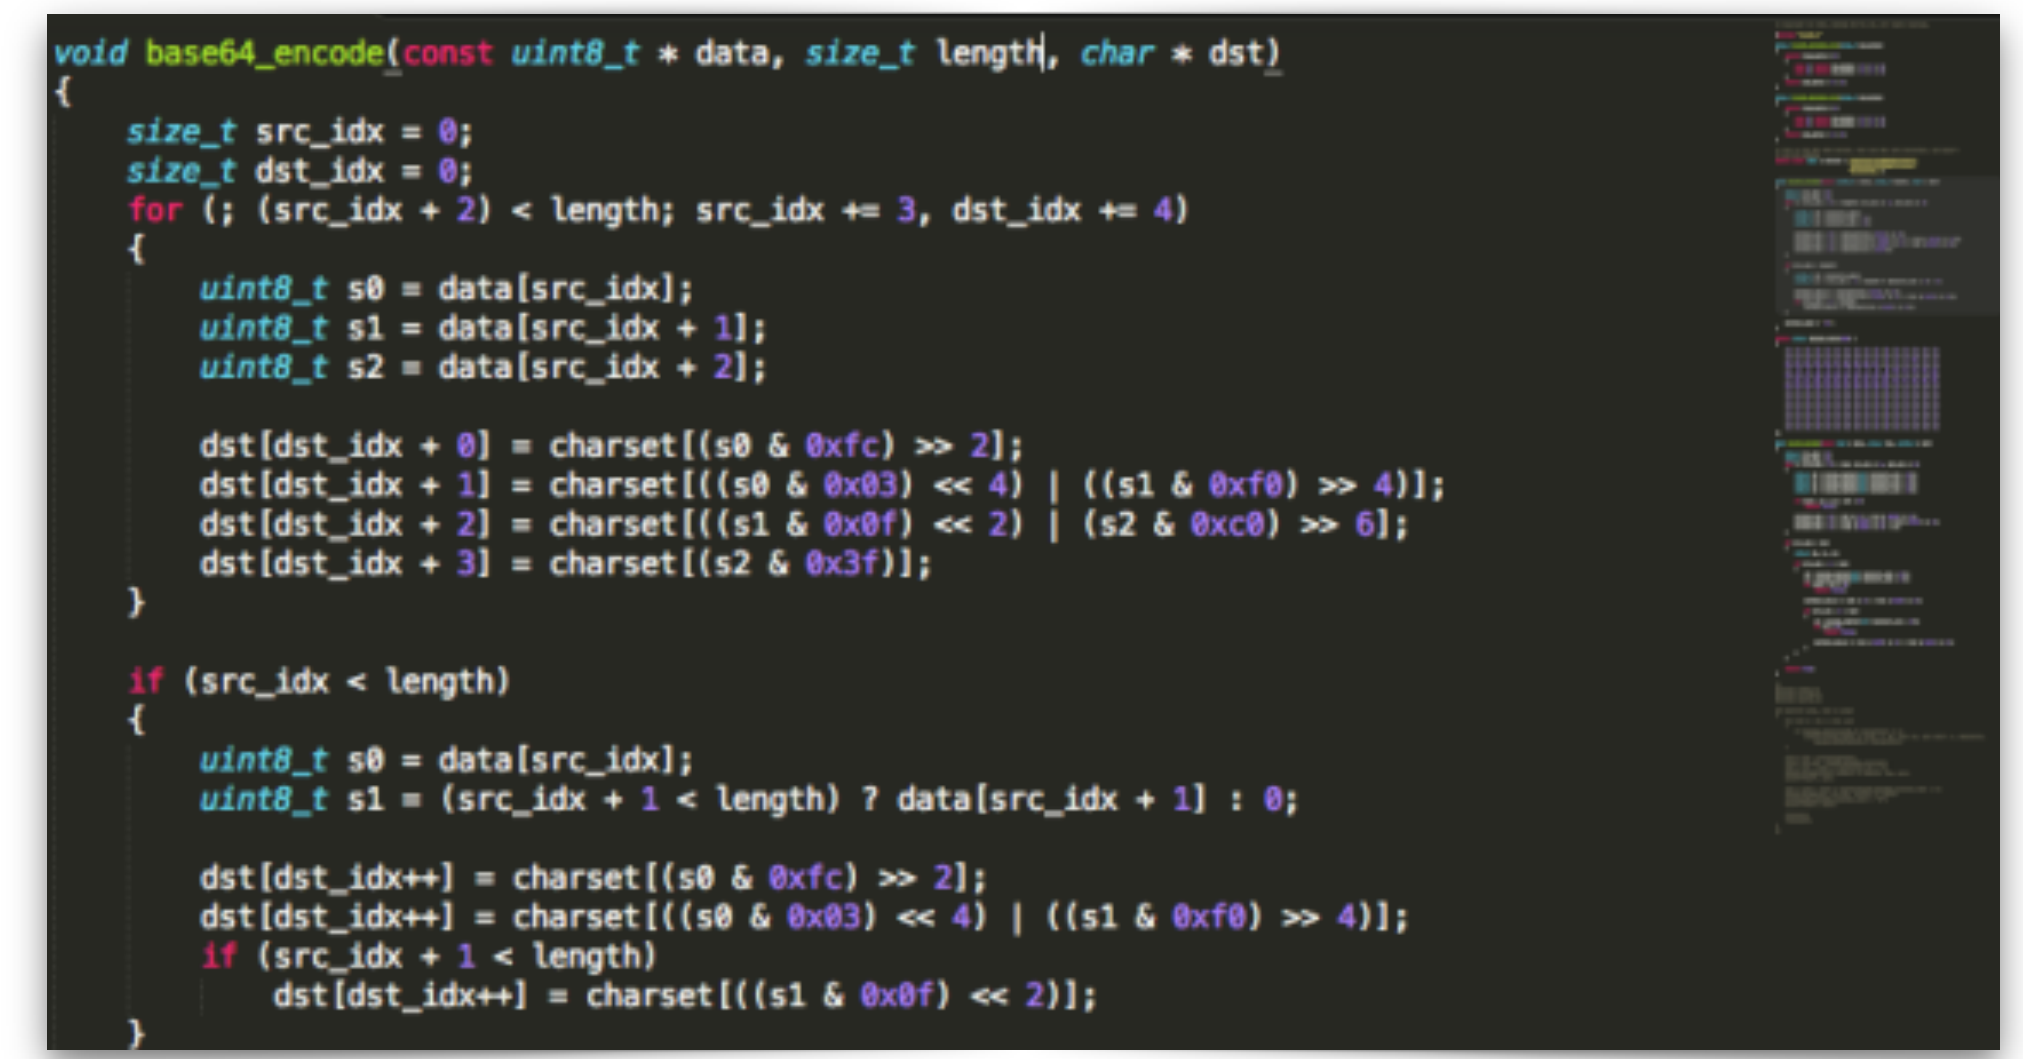 void base64_encode(const uint8_t * data, size_t length, char * dst)
{
    size_t src_idx = 0;
    size_t dst_idx = 0;
    for (; (src_idx + 2) < length; src_idx += 3, dst_idx += 4)
    {
        uint8_t s0 = data[src_idx];
        uint8_t s1 = data[src_idx + 1];
        uint8_t s2 = data[src_idx + 2];

        dst[dst_idx + 0] = charset[(s0 & 0xfc) >> 2];
        dst[dst_idx + 1] = charset[((s0 & 0x03) << 4) | ((s1 & 0xf0) >> 4)];
        dst[dst_idx + 2] = charset[((s1 & 0x0f) << 2) | (s2 & 0xc0) >> 6];
        dst[dst_idx + 3] = charset[(s2 & 0x3f)];
    }

    if (src_idx < length)
    {
        uint8_t s0 = data[src_idx];
        uint8_t s1 = (src_idx + 1 < length) ? data[src_idx + 1] : 0;

        dst[dst_idx++] = charset[(s0 & 0xfc) >> 2];
        dst[dst_idx++] = charset[((s0 & 0x03) << 4) | ((s1 & 0xf0) >> 4)];
        if (src_idx + 1 < length)
            dst[dst_idx++] = charset[((s1 & 0x0f) << 2)];
    }